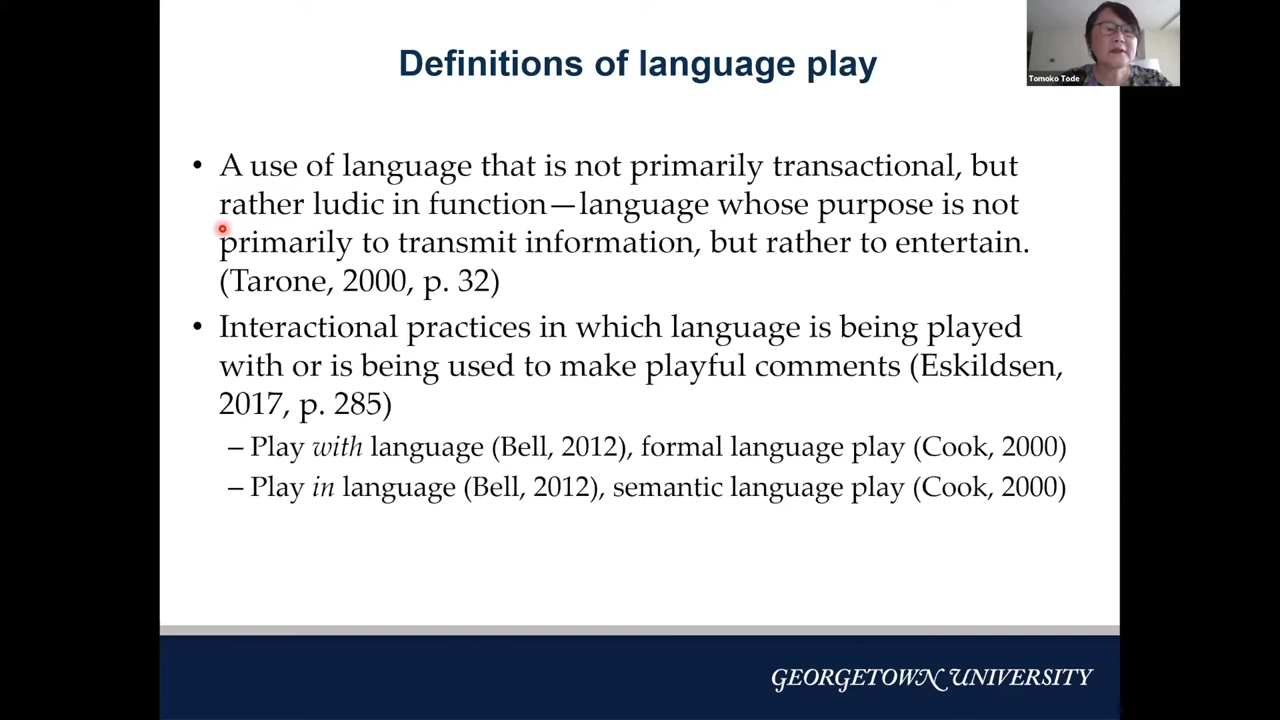 Definitions of language play
Tomoko Tode
• A use of language that is not primarily transactional, but
rather ludic in function—language whose purpose is not
primarily to transmit information, but rather to entertain.
(Tarone, 2000, p. 32)
• Interactional practices in which language is being played
with or is being used to make playful comments (Eskildsen,
2017, p. 285)
– Play with language (Bell, 2012), formal language play (Cook, 2000)
– Play in language (Bell, 2012), semantic language play (Cook, 2000)
GEORGETOWN UNIVERSITY